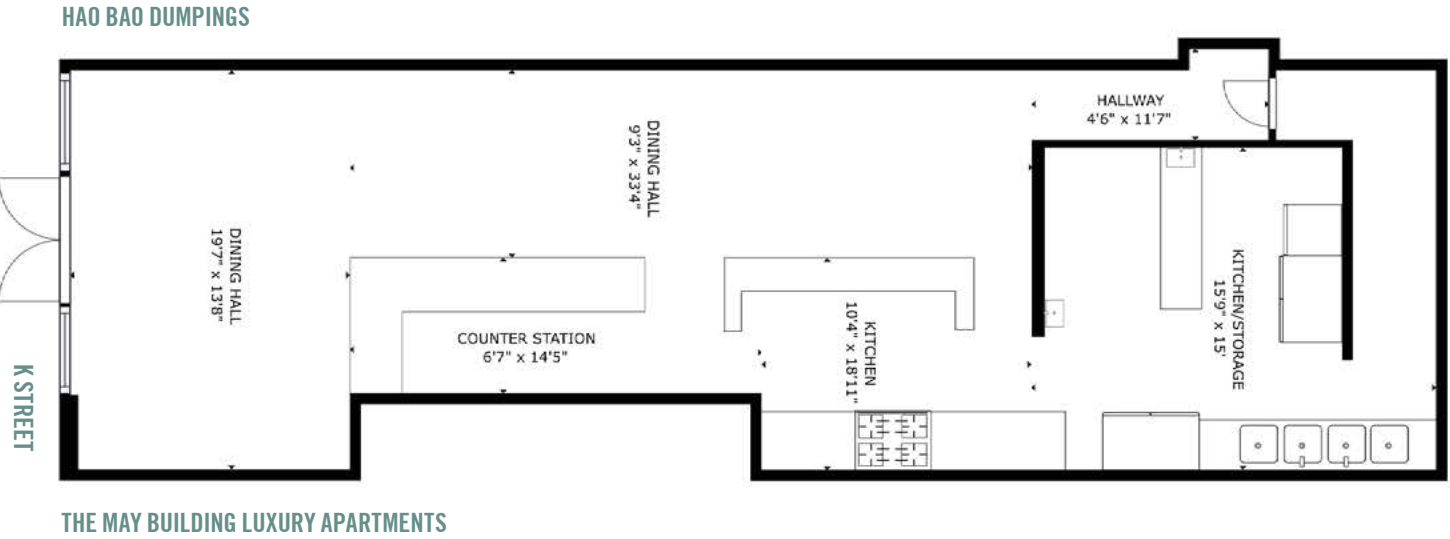 HAO BAO DUMPINGS
HALLWAY
4'6" x 11'7"
DINING HALL
9'3" x 33'4"
DINING HALL
19'7" x 13'8"
KITCHEN/STORAGE
15'9" x 15'
COUNTER STATION
6'7" x 14'5"
KITCHEN
10'4" x 18'11"
K STREET
THE MAY BUILDING LUXURY APARTMENTS